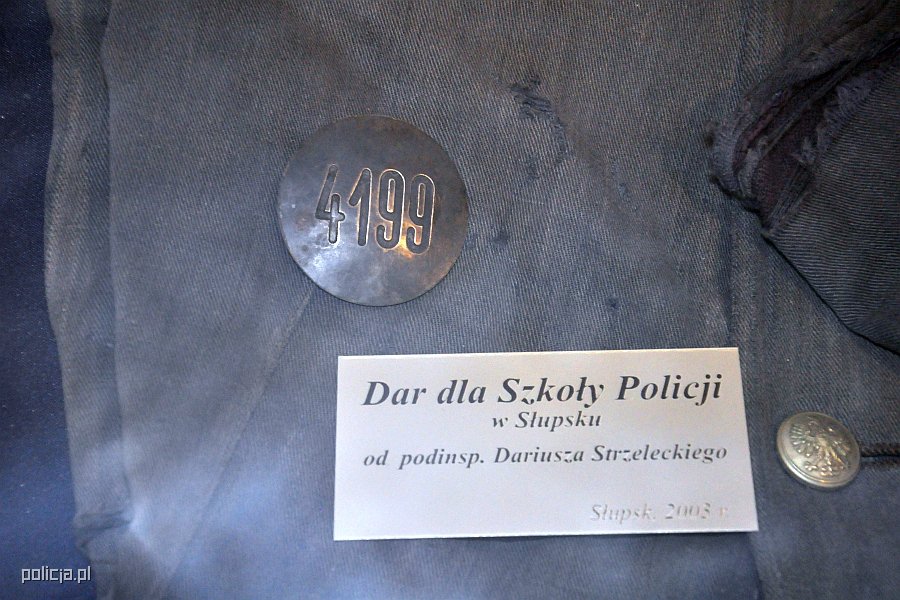 4199
Dar dla Szkoły Policji
w Słupsku
od podinsp. Dariusza Strzeleckiego
Słupsk, 2003 r.
policja.pl